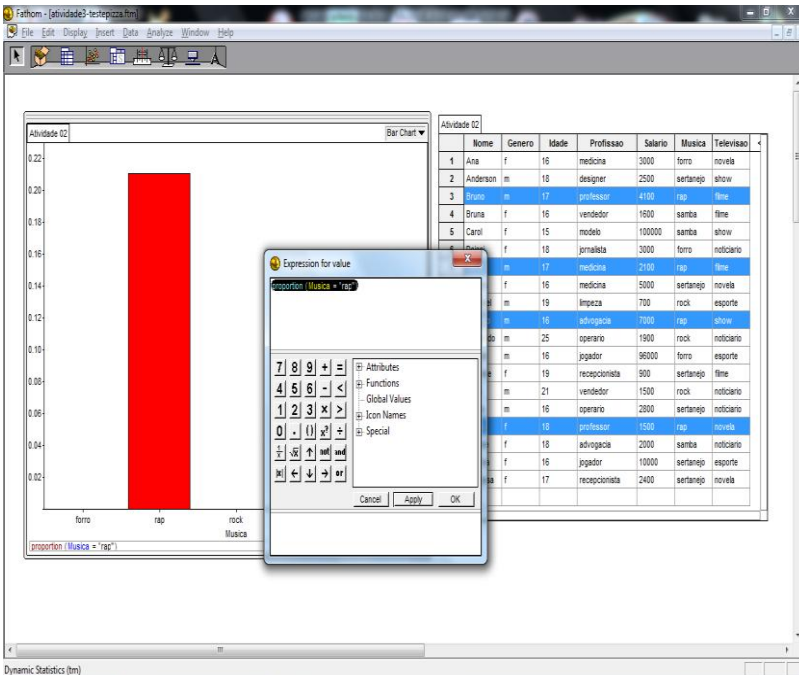 Fathom - [atividade3-testepizza.ftm]
File Edit Display Insert Data Analyze Window Help
Atividade 02
Bar Chart
0.22
0.20
0.18
0.16
0.14
0.12
0.10
0.08
0.06
0.04
0.02
forro rap rock
Musica
proportion (Musica = "rap")
Expression for value
proportion (Musica = "rap")
7 8 9 + =
4 5 6 - <
1 2 3 x >
0 . () x² ÷
1/x √x ↑ not and
|x| ← ↓ → or
Attributes
Functions
Global Values
Icon Names
Special
Cancel Apply OK
Atividade 02
Nome Genero Idade Profissao Salario Musica Televisao
1 Ana f 16 medicina 3000 forro novela
2 Anderson m 18 designer 2500 sertanejo show
3 Bruno m 17 professor 4100 rap filme
4 Bruna f 16 vendedor 1600 samba filme
5 Carol f 15 modelo 100000 samba show
f 18 jornalista 3000 forro noticiario
m 17 medicina 2100 rap filme
f 16 medicina 5000 sertanejo novela
m 19 limpeza 700 rock esporte
m 16 advogacia 7000 rap show
m 25 operario 1900 rock noticiario
m 16 jogador 96000 forro esporte
f 19 recepcionista 900 sertanejo filme
m 21 vendedor 1500 rock noticiario
m 16 operario 2800 sertanejo noticiario
f 18 professor 1500 rap novela
f 18 advogacia 2000 samba noticiario
f 16 jogador 10000 sertanejo esporte
f 17 recepcionista 2400 sertanejo novela
Dynamic Statistics (tm)